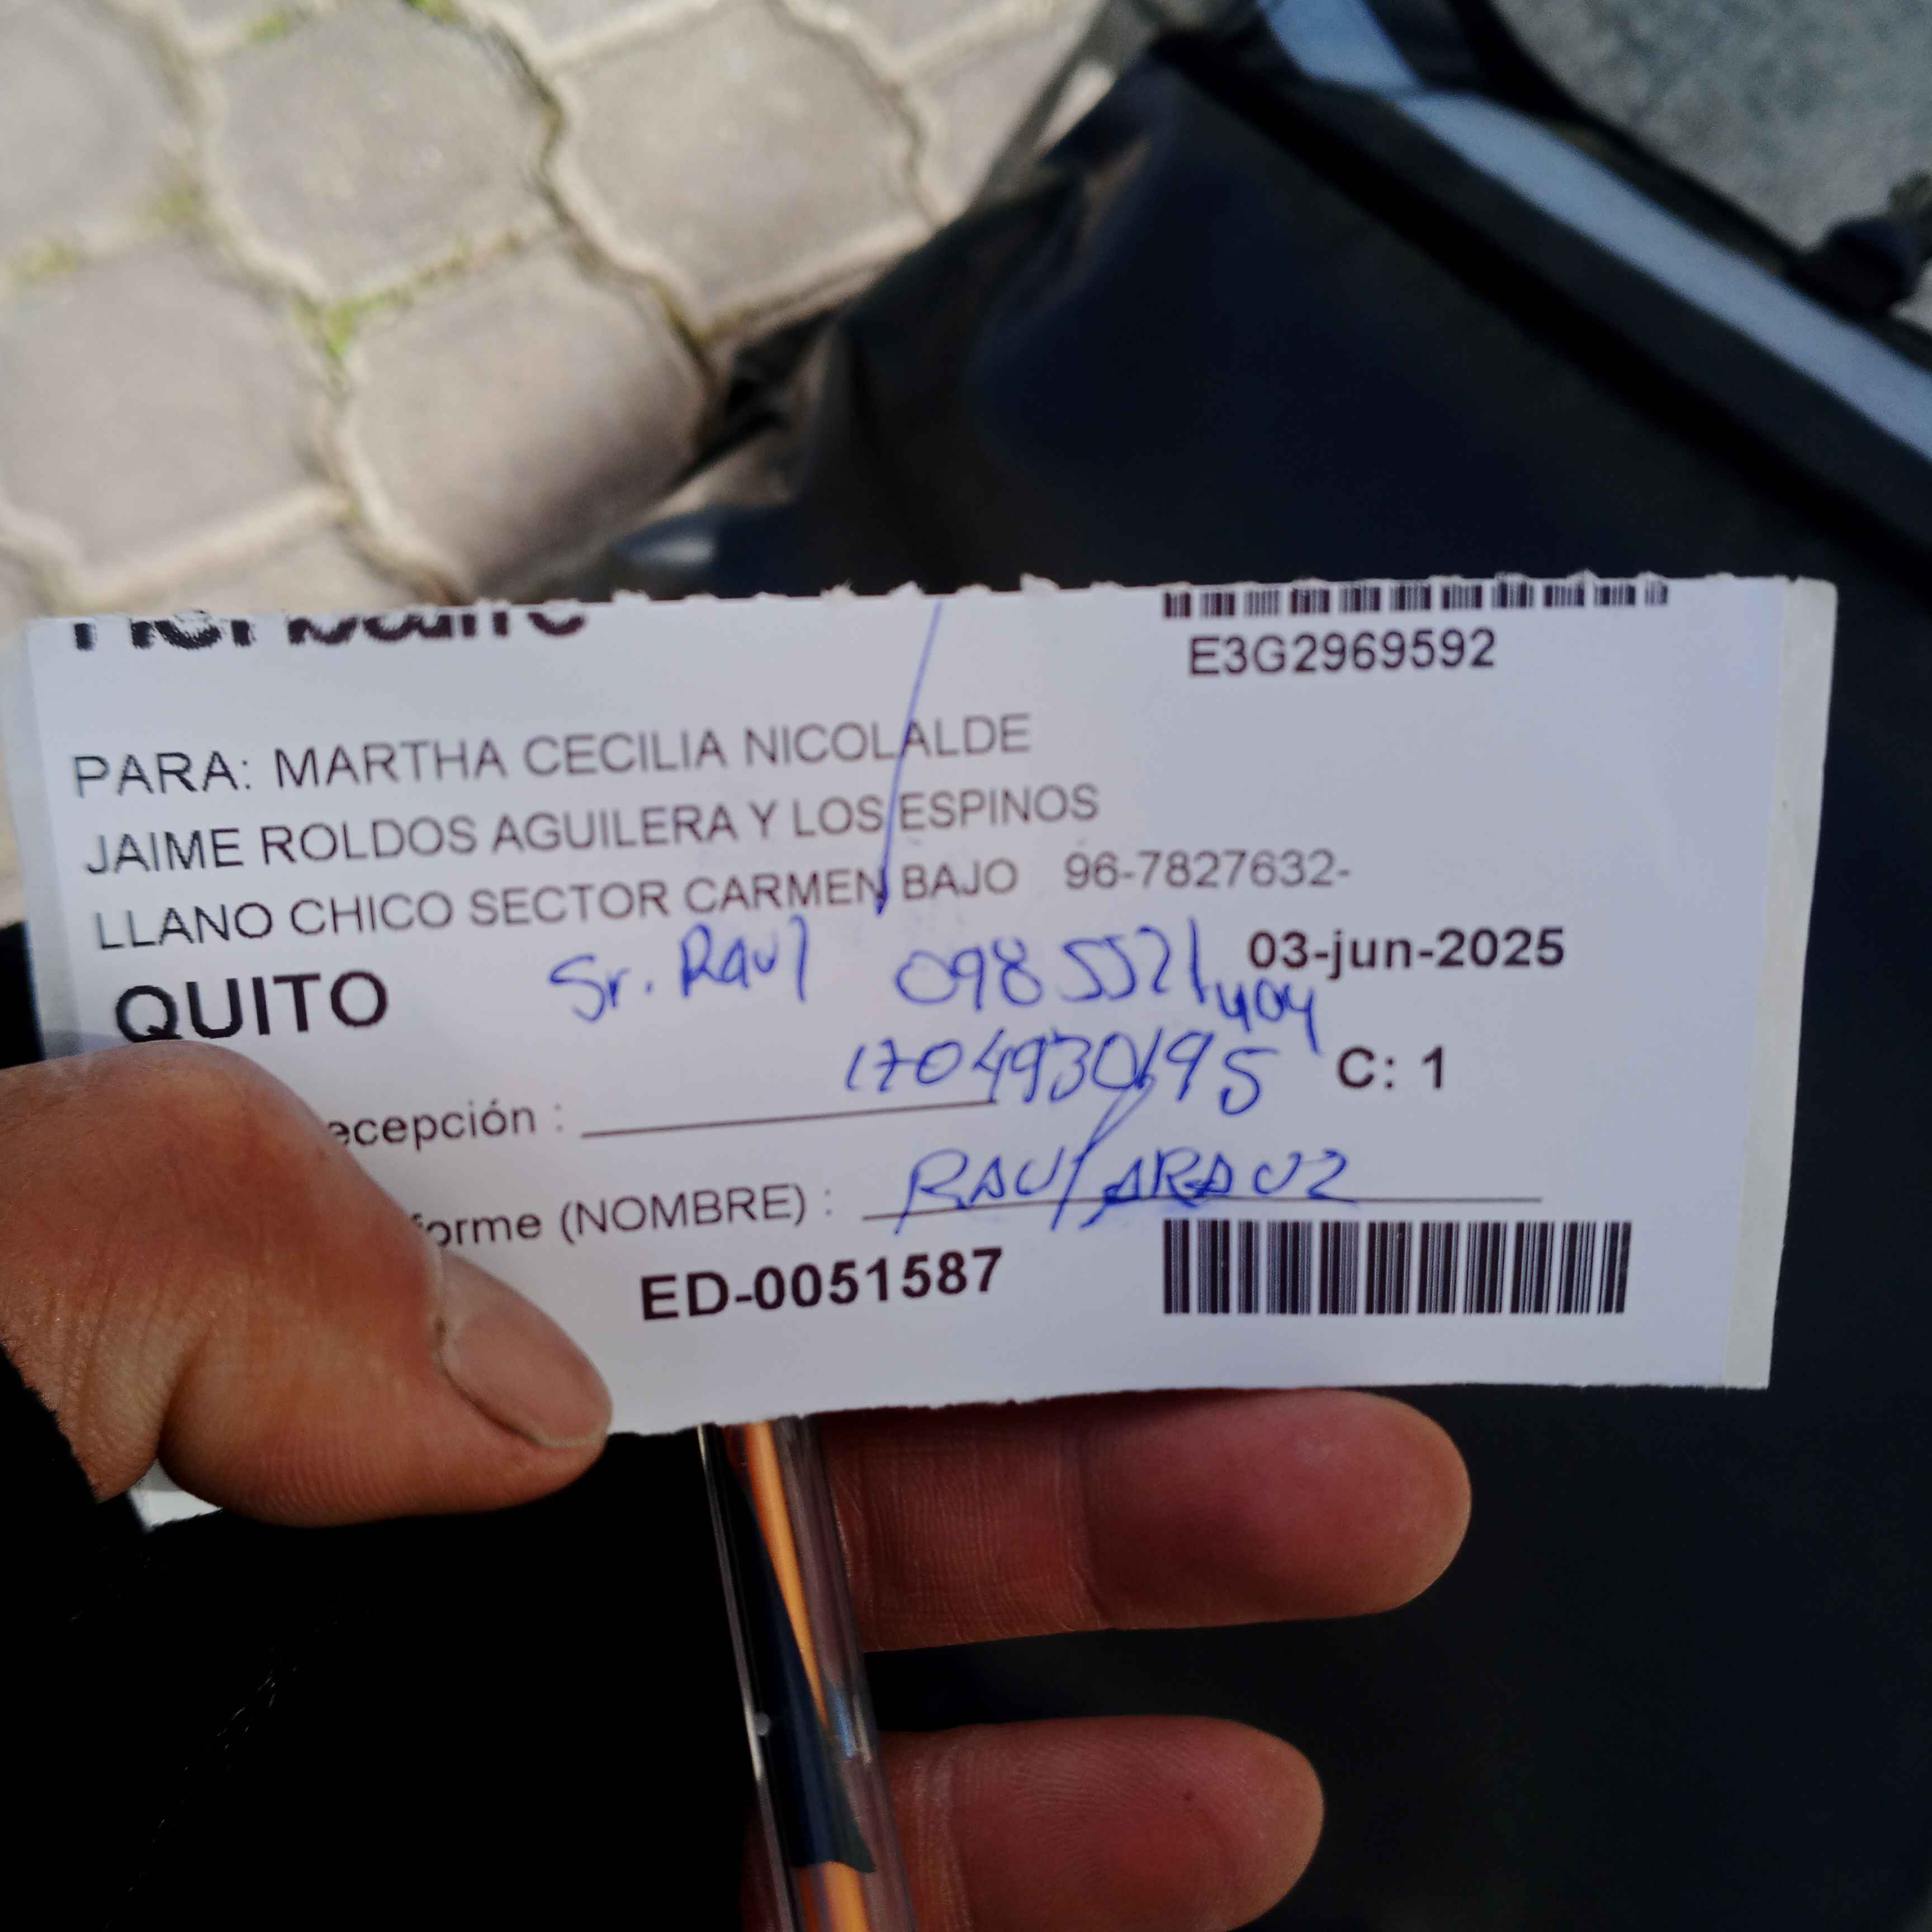 E3G2969592
PARA: MARTHA CECILIA NICOLALDE
JAIME ROLDOS AGUILERA Y LOS ESPINOS
LLANO CHICO SECTOR CARMEN BAJO 96-7827632-
03-jun-2025
QUITO Sr. Raul 0985521404
1704930695 C: 1
ecepción :
forme (NOMBRE) : RAUL ARAUZ
ED-0051587